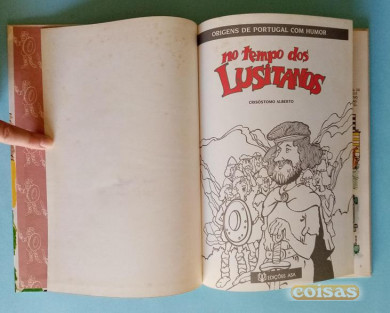 ORIGENS DE PORTUGAL COM HUMOR
no tempo dos
LUSITANOS
CRISÓSTOMO ALBERTO
EDIÇÕES ASA
coisas